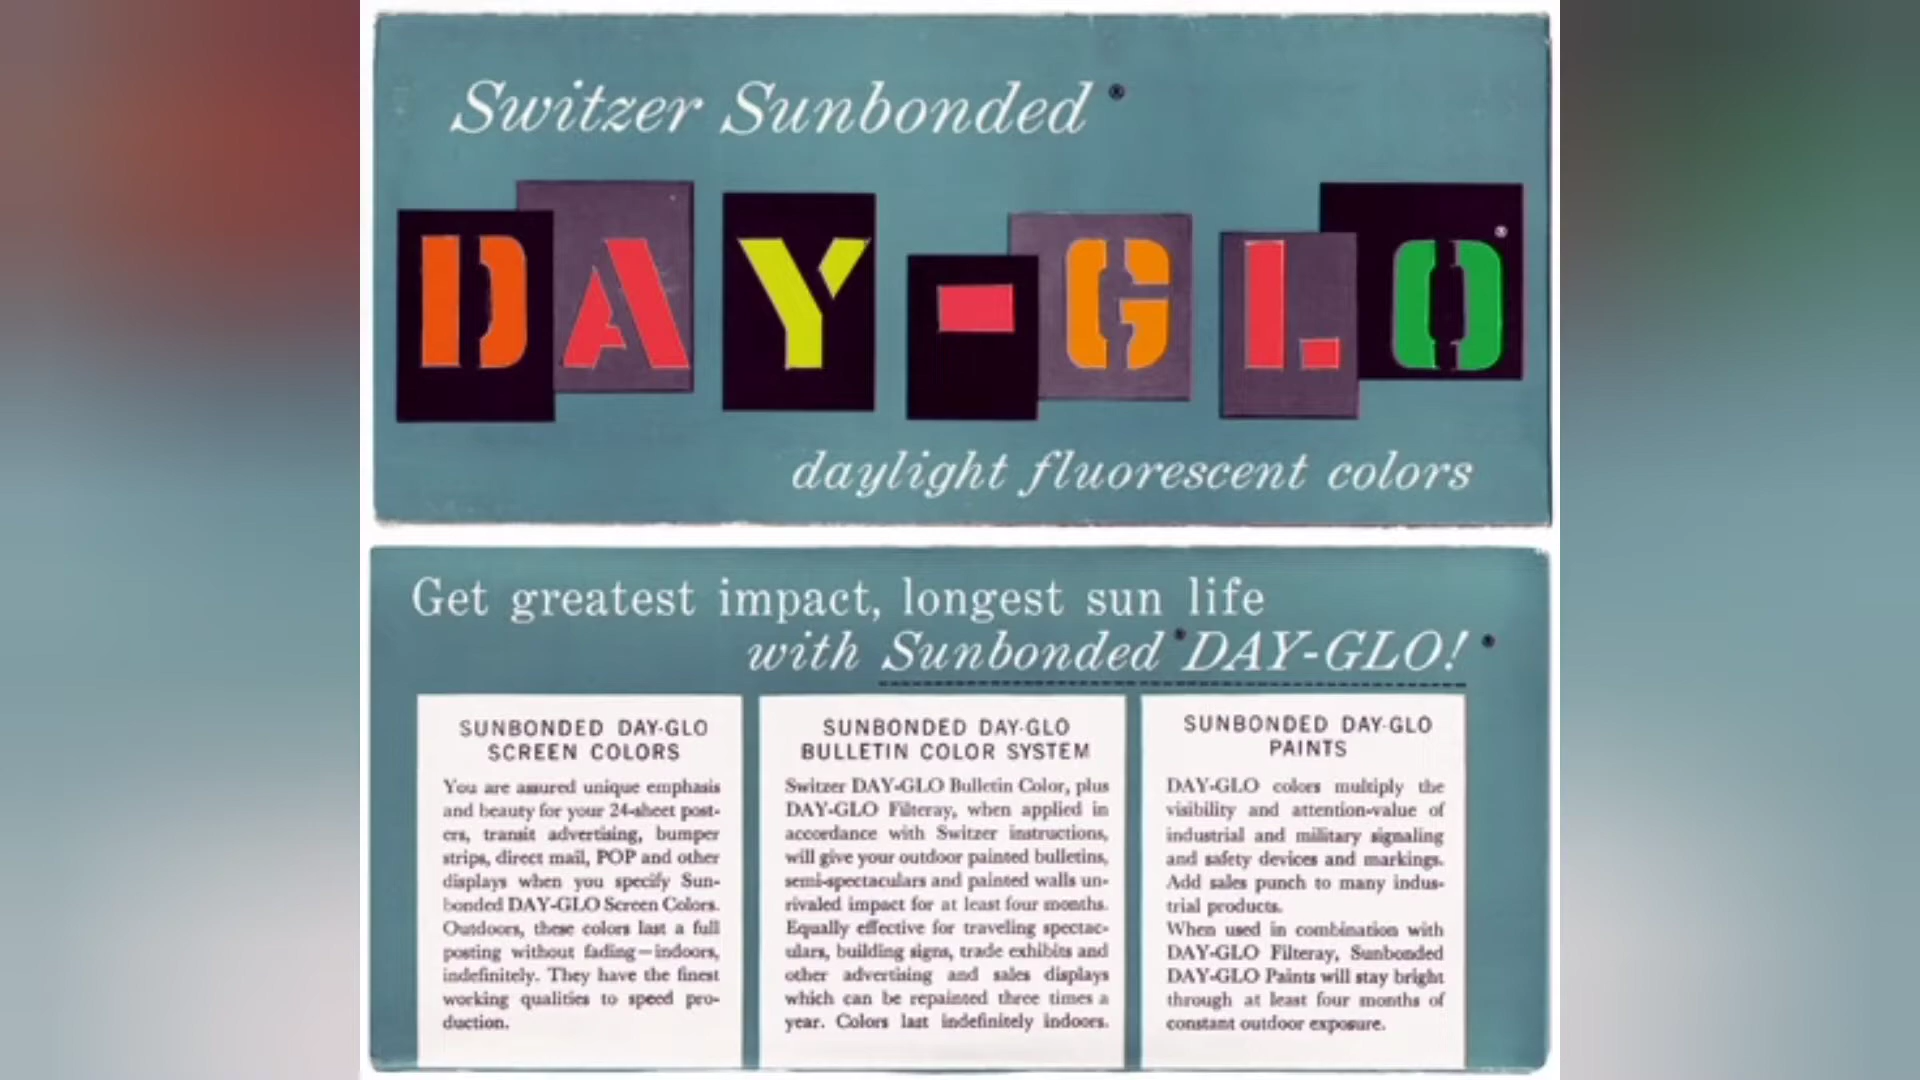 Switzer Sunbonded®
DAY-GLO®
daylight fluorescent colors
Get greatest impact, longest sun life
with Sunbonded® DAY-GLO!®
SUNBONDED DAY-GLO
SCREEN COLORS
You are assured unique emphasis
and beauty for your 24-sheet post-
ers, transit advertising, bumper
strips, direct mail, POP and other
displays when you specify Sun-
bonded DAY-GLO Screen Colors.
Outdoors, these colors last a full
posting without fading—indoors,
indefinitely. They have the finest
working qualities to speed pro-
duction.
SUNBONDED DAY-GLO
BULLETIN COLOR SYSTEM
Switzer DAY-GLO Bulletin Color, plus
DAY-GLO Filteray, when applied in
accordance with Switzer instructions,
will give your outdoor painted bulletins,
semi-spectaculars and painted walls un-
rivaled impact for at least four months.
Equally effective for traveling spectac-
ulars, building signs, trade exhibits and
other advertising and sales displays
which can be repainted three times a
year. Colors last indefinitely indoors.
SUNBONDED DAY-GLO
PAINTS
DAY-GLO colors multiply the
visibility and attention-value of
industrial and military signaling
and safety devices and markings.
Add sales punch to many indus-
trial products.
When used in combination with
DAY-GLO Filteray, Sunbonded
DAY-GLO Paints will stay bright
through at least four months of
constant outdoor exposure.